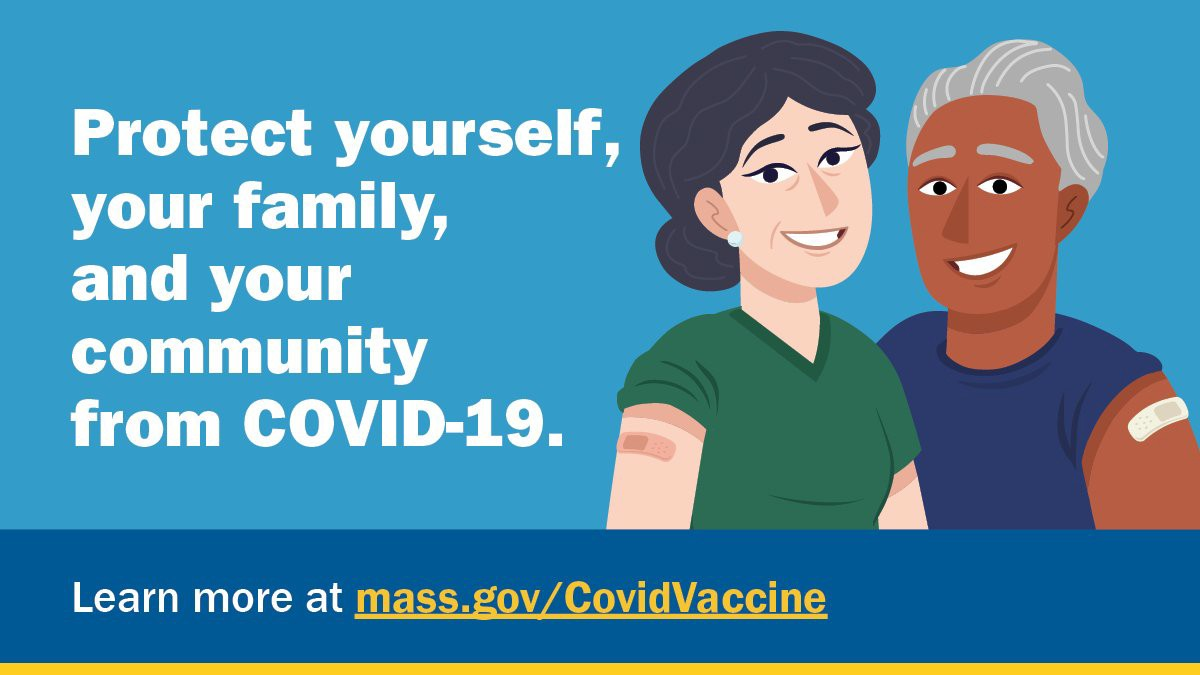 Protect yourself,
your family,
and your
community
from COVID-19.
Learn more at mass.gov/CovidVaccine